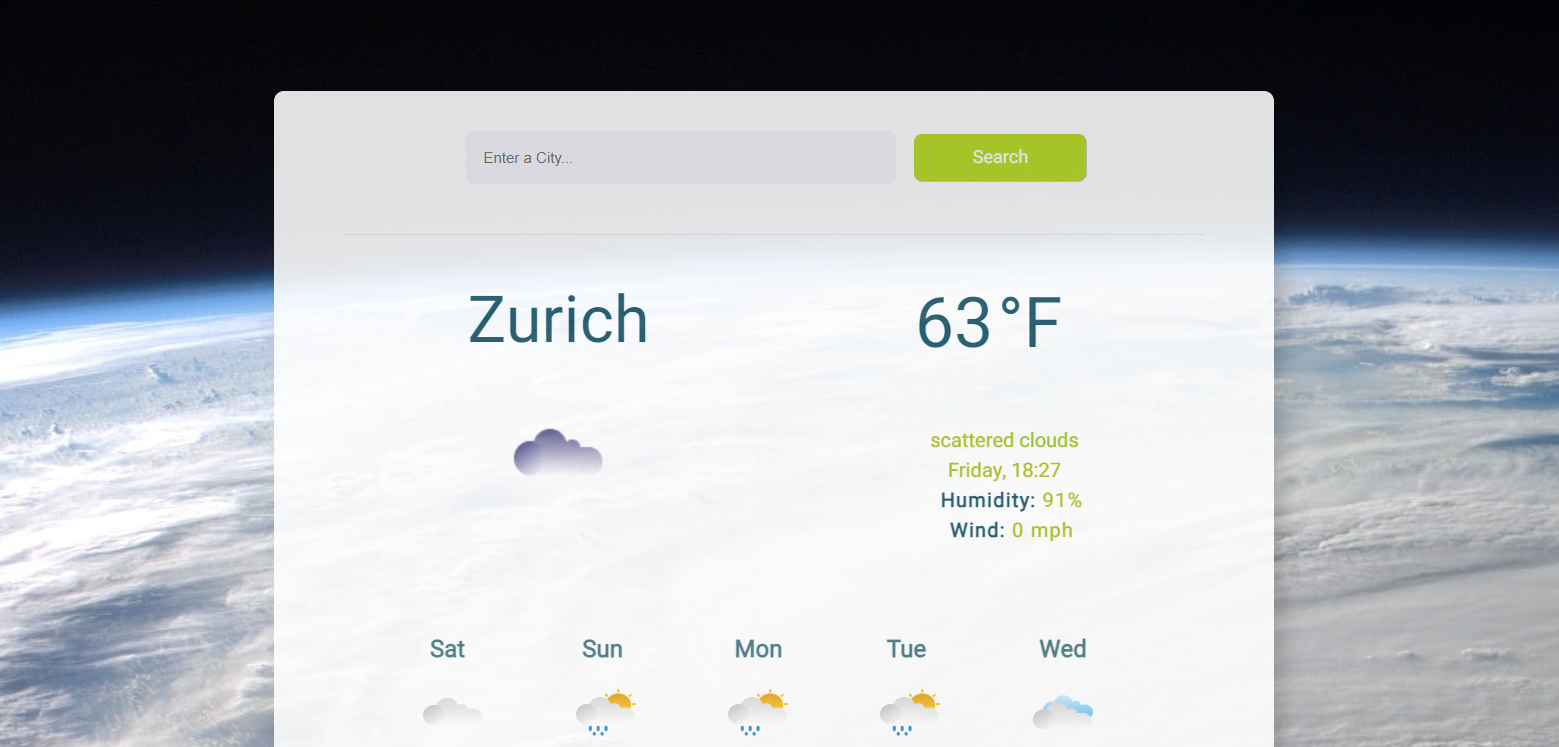 Enter a City...
Search
Zurich
63°F
scattered clouds
Friday, 18:27
Humidity: 91%
Wind: 0 mph
Sat Sun Mon Tue Wed